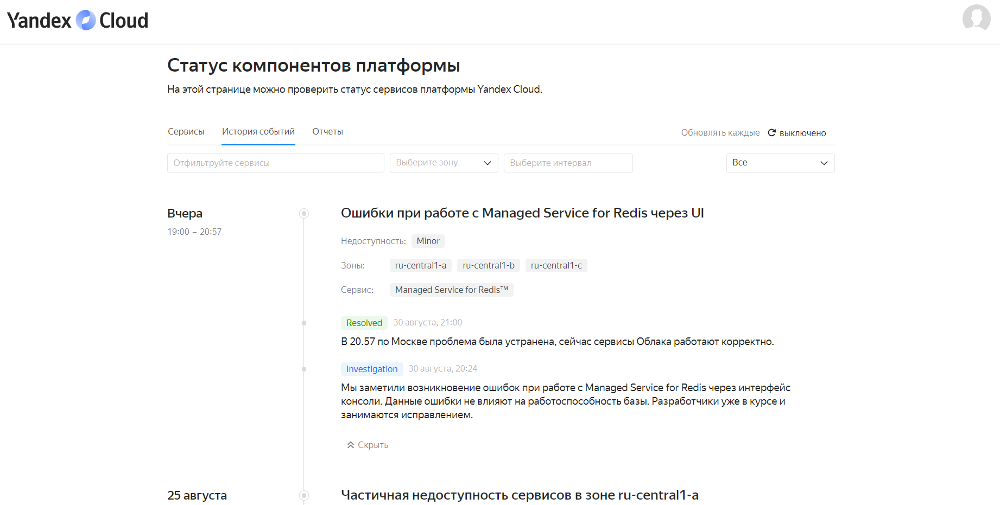 Yandex Cloud
Статус компонентов платформы
На этой странице можно проверить статус сервисов платформы Yandex Cloud.
Сервисы История событий Отчеты Обновлять каждые выключено
Отфильтруйте сервисы Выберите зону Выберите интервал Все
Вчера
19:00 – 20:57
Ошибки при работе с Managed Service for Redis через UI
Недоступность: Minor
Зоны: ru-central1-a ru-central1-b ru-central1-c
Сервис: Managed Service for Redis™
Resolved 30 августа, 21:00
В 20.57 по Москве проблема была устранена, сейчас сервисы Облака работают корректно.
Investigation 30 августа, 20:24
Мы заметили возникновение ошибок при работе с Managed Service for Redis через интерфейс
консоли. Данные ошибки не влияют на работоспособность базы. Разработчики уже в курсе и
занимаются исправлением.
Скрыть
25 августа
Частичная недоступность сервисов в зоне ru-central1-a